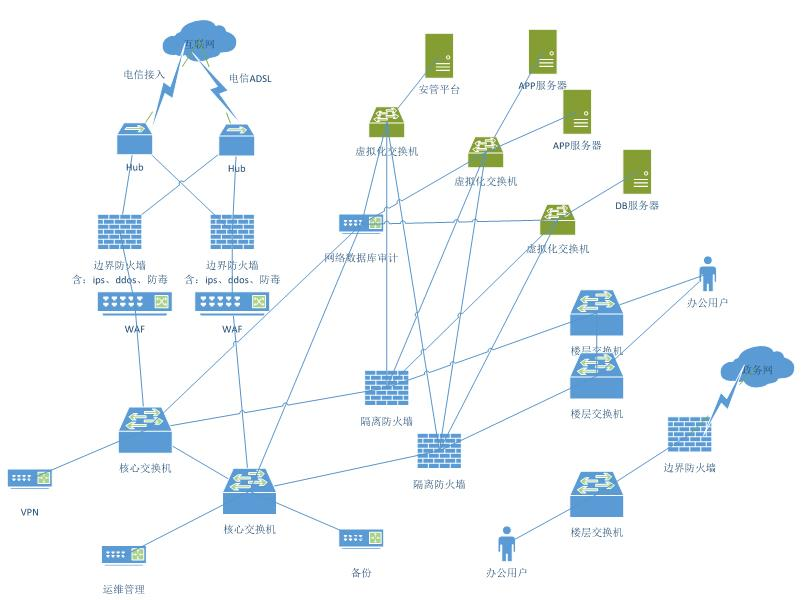 互联网
电信接入
电信ADSL
安管平台
APP服务器
Hub
Hub
虚拟化交换机
APP服务器
虚拟化交换机
DB服务器
虚拟化交换机
网络数据库审计
边界防火墙
含：ips、ddos、防毒
边界防火墙
含：ips、ddos、防毒
WAF
WAF
办公用户
楼层交换机
政务网
楼层交换机
隔离防火墙
隔离防火墙
边界防火墙
核心交换机
VPN
核心交换机
楼层交换机
备份
办公用户
运维管理